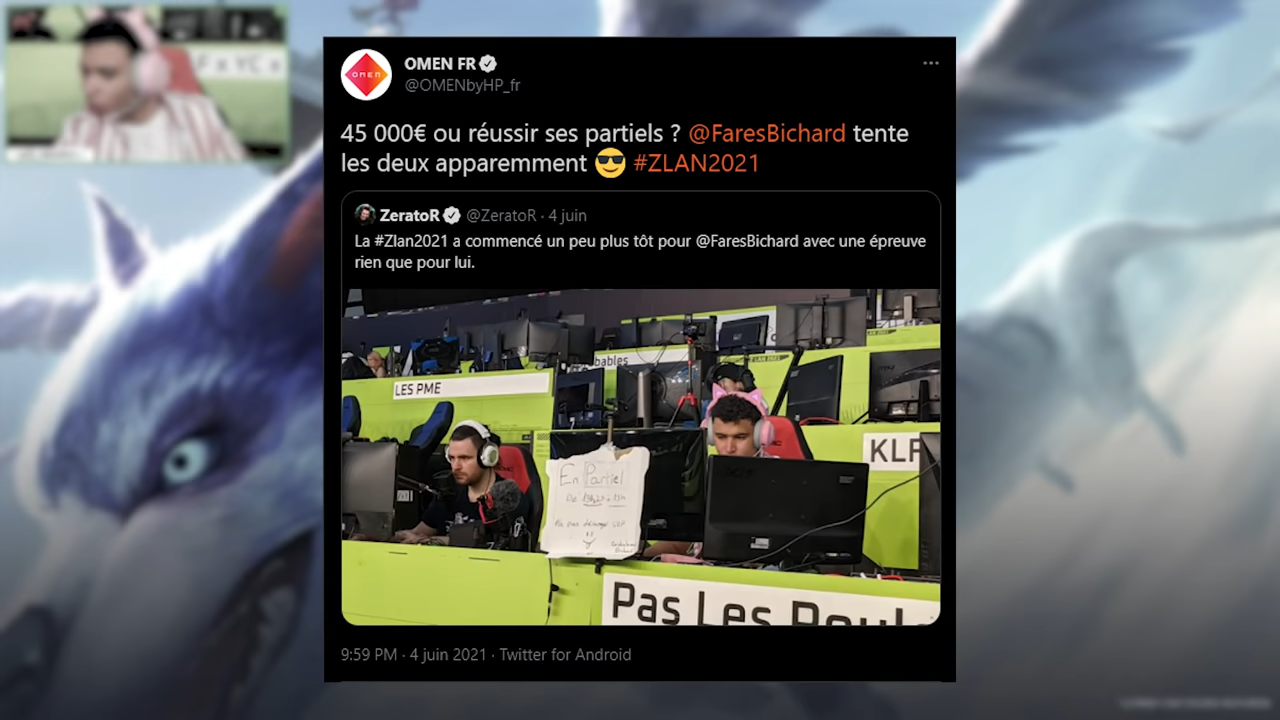 OMEN FR
@OMENbyHP_fr
45 000€ ou réussir ses partiels ? @FaresBichard tente
les deux apparemment 😎 #ZLAN2021
ZeratoR @ZeratoR · 4 juin
La #Zlan2021 a commencé un peu plus tôt pour @FaresBichard avec une épreuve
rien que pour lui.
LES PME
En Partiel
KLF
Pas Les Poul
9:59 PM · 4 juin 2021 · Twitter for Android